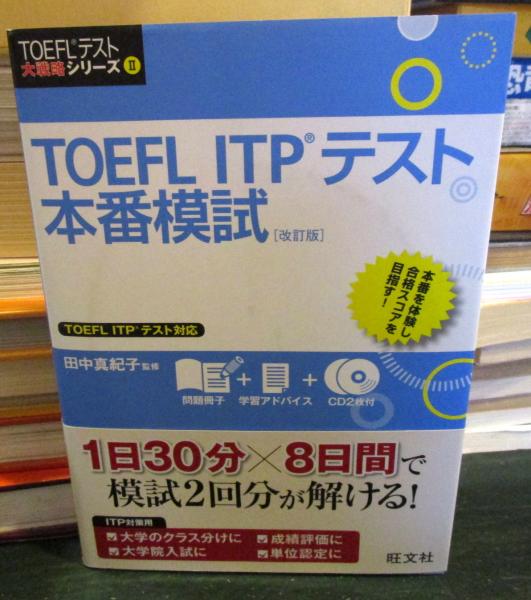 TOEFL®テスト
大戦略シリーズ II
TOEFL ITP®テスト
本番模試[改訂版]
本番を体験し
合格スコアを
目指す!
TOEFL ITP®テスト対応
田中真紀子 監修
問題冊子 + 学習アドバイス + CD2枚付
1日30分×8日間で
模試2回分が解ける!
ITP対策用
大学のクラス分けに
成績評価に
大学院入試に
単位認定に
旺文社